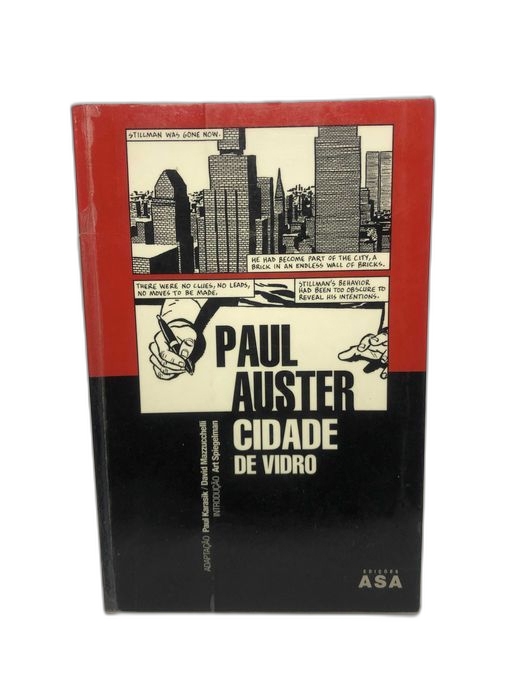 STILLMAN WAS GONE NOW.
HE HAD BECOME PART OF THE CITY, A
BRICK IN AN ENDLESS WALL OF BRICKS.
THERE WERE NO CLUES, NO LEADS,
NO MOVES TO BE MADE.
STILLMAN'S BEHAVIOR
HAD BEEN TOO OBSCURE TO
REVEAL HIS INTENTIONS.
PAUL
AUSTER
CIDADE
DE VIDRO
ADAPTAÇÃO Paul Karasik / David Mazzucchelli
INTRODUÇÃO Art Spiegelman
EDIÇÕES
ASA